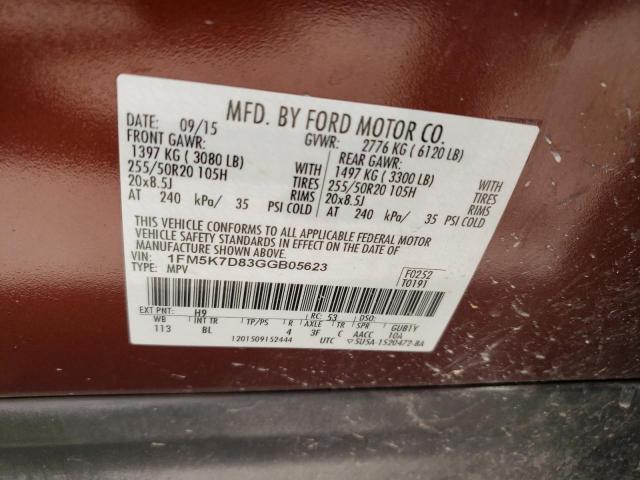 MFD. BY FORD MOTOR CO.
DATE: 09/15 GVWR: 2776 KG ( 6120 LB)
FRONT GAWR: REAR GAWR:
1397 KG ( 3080 LB) 1497 KG ( 3300 LB)
255/50R20 105H TIRES 255/50R20 105H TIRES
20x8.5J RIMS 20x8.5J RIMS
AT 240 kPa/ 35 PSI COLD AT 240 kPa/ 35 PSI COLD
THIS VEHICLE CONFORMS TO ALL APPLICABLE FEDERAL MOTOR
VEHICLE SAFETY STANDARDS IN EFFECT ON THE DATE OF
MANUFACTURE SHOWN ABOVE.
VIN: 1FM5K7D83GGB05623 F0252
TYPE: MPV T0191
EXT PNT: H9 RC: 53 DSO:
WB INT TR TP/PS R AXLE TR SPR GUBTY
113 BL 4 3F C AACC 10A
1201509152444 UTC ▽5U5A-1520472-BA